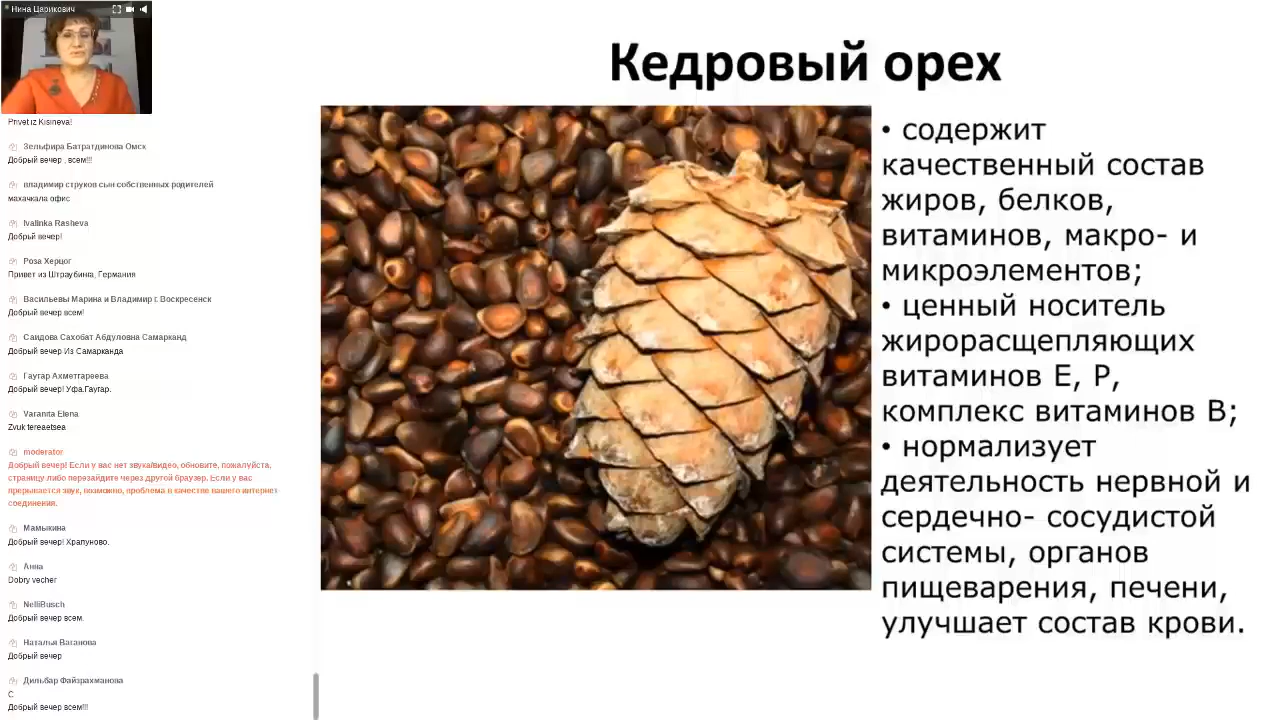 Нина Царикович
Privet iz Kisineva!
Зельфира Батратдинова Омск
Добрый вечер , всем!!!
владимир струков сын собственных родителей
махачкала офис
Ivalinka Rasheva
Добрый вечер!
Роза Херцог
Привет из Штраубинга, Германия
Васильевы Марина и Владимир г. Воскресенск
Добрый вечер всем!
Саидова Сахобат Абдуловна Самарканд
Добрый вечер Из Самарканда
Гаугар Ахметгареева
Добрый вечер! Уфа.Гаугар.
Varanita Elena
Zvuk tereaetsea
moderator
Добрый вечер! Если у вас нет звука/видео, обновите, пожалуйста,
страницу либо перезайдите через другой браузер. Если у вас
прерывается звук, возможно, проблема в качестве вашего интернет
соединения.
Мамыкина
Добрый вечер! Храпуново.
Анна
Dobry vecher
NelliBusch
Добрый вечер всем.
Наталья Ваганова
Добрый вечер
Дильбар Файзрахманова
С
Добрый вечер всем!!!
Кедровый орех
• содержит
качественный состав
жиров, белков,
витаминов, макро- и
микроэлементов;
• ценный носитель
жирорасщепляющих
витаминов Е, Р,
комплекс витаминов В;
• нормализует
деятельность нервной и
сердечно- сосудистой
системы, органов
пищеварения, печени,
улучшает состав крови.